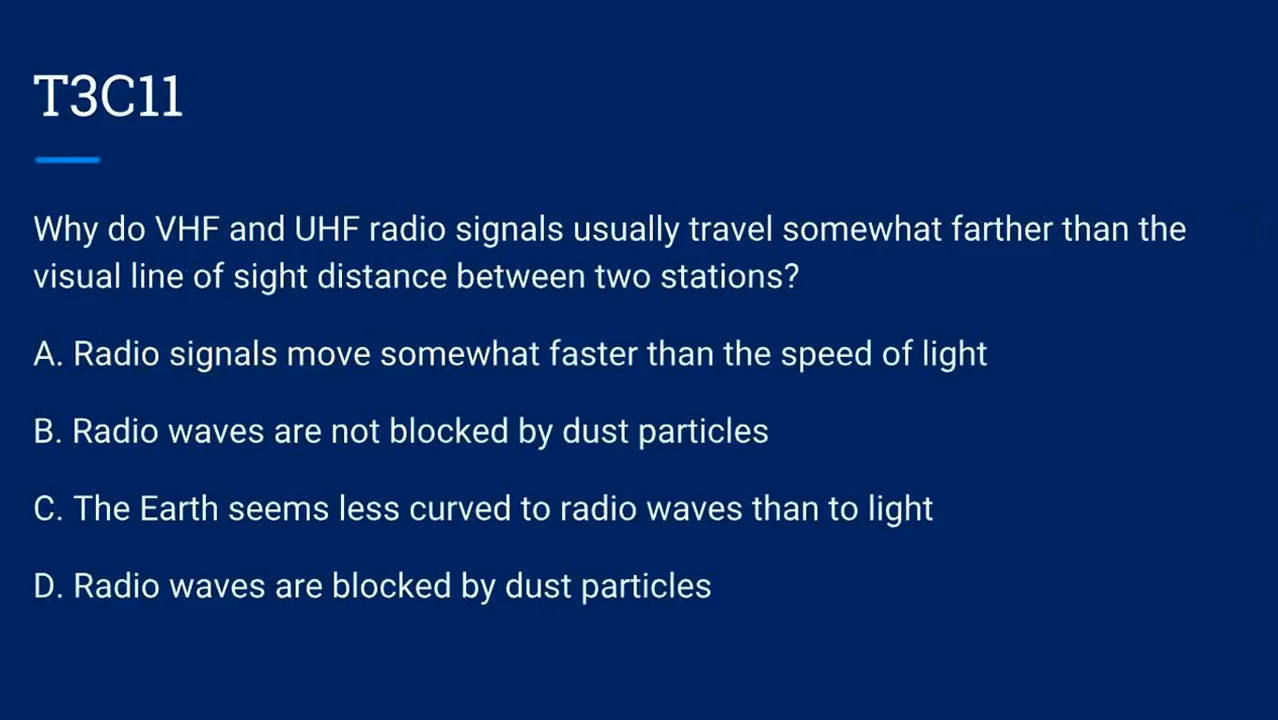 T3C11
Why do VHF and UHF radio signals usually travel somewhat farther than the
visual line of sight distance between two stations?
A. Radio signals move somewhat faster than the speed of light
B. Radio waves are not blocked by dust particles
C. The Earth seems less curved to radio waves than to light
D. Radio waves are blocked by dust particles